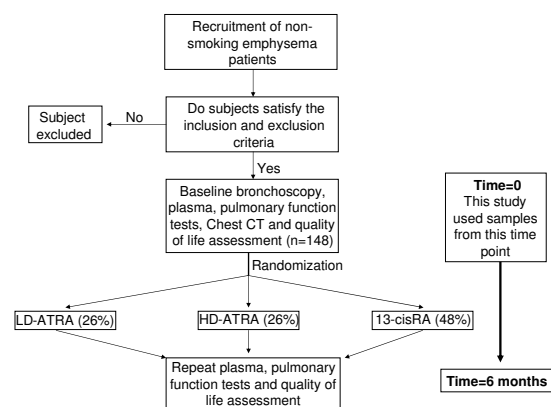 Recruitment of non-
smoking emphysema
patients
Do subjects satisfy the
inclusion and exclusion
criteria
No
Subject
excluded
Yes
Baseline bronchoscopy,
plasma, pulmonary function
tests, Chest CT and quality
of life assessment (n=148)
Time=0
This study
used samples
from this time
point
Randomization
LD-ATRA (26%)
HD-ATRA (26%)
13-cisRA (48%)
Repeat plasma, pulmonary
function tests and quality of
life assessment
Time=6 months